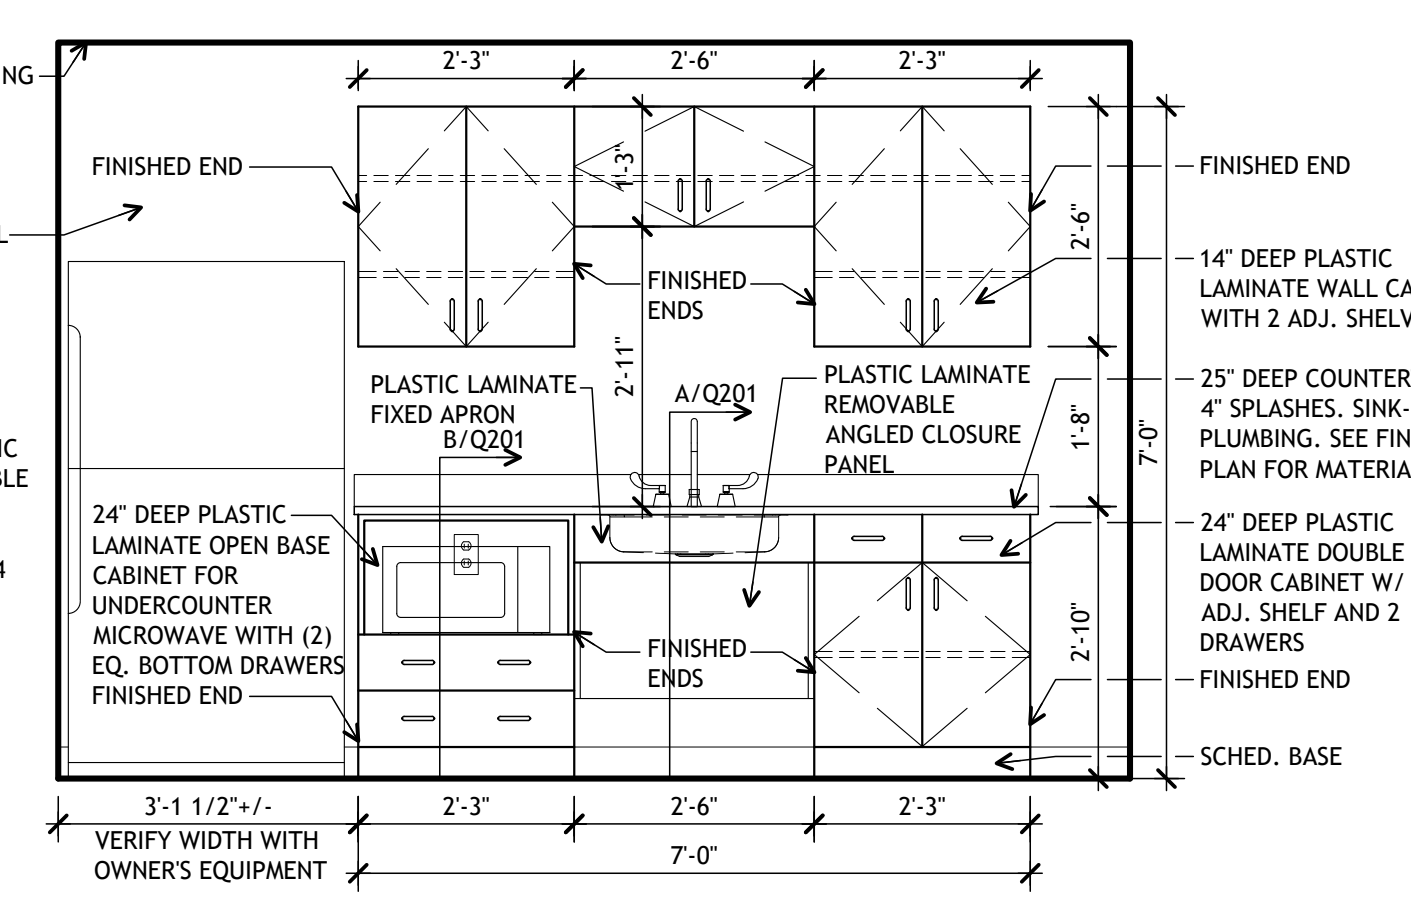 2'-3"
2'-6"
2'-3"
NG
FINISHED END
1'-3"
FINISHED END
L
2'-6"
14" DEEP PLASTIC
LAMINATE WALL CA
WITH 2 ADJ. SHELV
FINISHED
ENDS
2'-11"
PLASTIC LAMINATE
FIXED APRON
B/Q201
A/Q201
PLASTIC LAMINATE
REMOVABLE
ANGLED CLOSURE
PANEL
1'-8"
7'-0"
25" DEEP COUNTER
4" SPLASHES. SINK-
PLUMBING. SEE FIN
PLAN FOR MATERIA
IC
BLE
4
24" DEEP PLASTIC
LAMINATE OPEN BASE
CABINET FOR
UNDERCOUNTER
MICROWAVE WITH (2)
EQ. BOTTOM DRAWERS
FINISHED END
FINISHED
ENDS
2'-10"
24" DEEP PLASTIC
LAMINATE DOUBLE
DOOR CABINET W/
ADJ. SHELF AND 2
DRAWERS
FINISHED END
SCHED. BASE
3'-1 1/2"+/-
VERIFY WIDTH WITH
OWNER'S EQUIPMENT
2'-3"
2'-6"
2'-3"
7'-0"